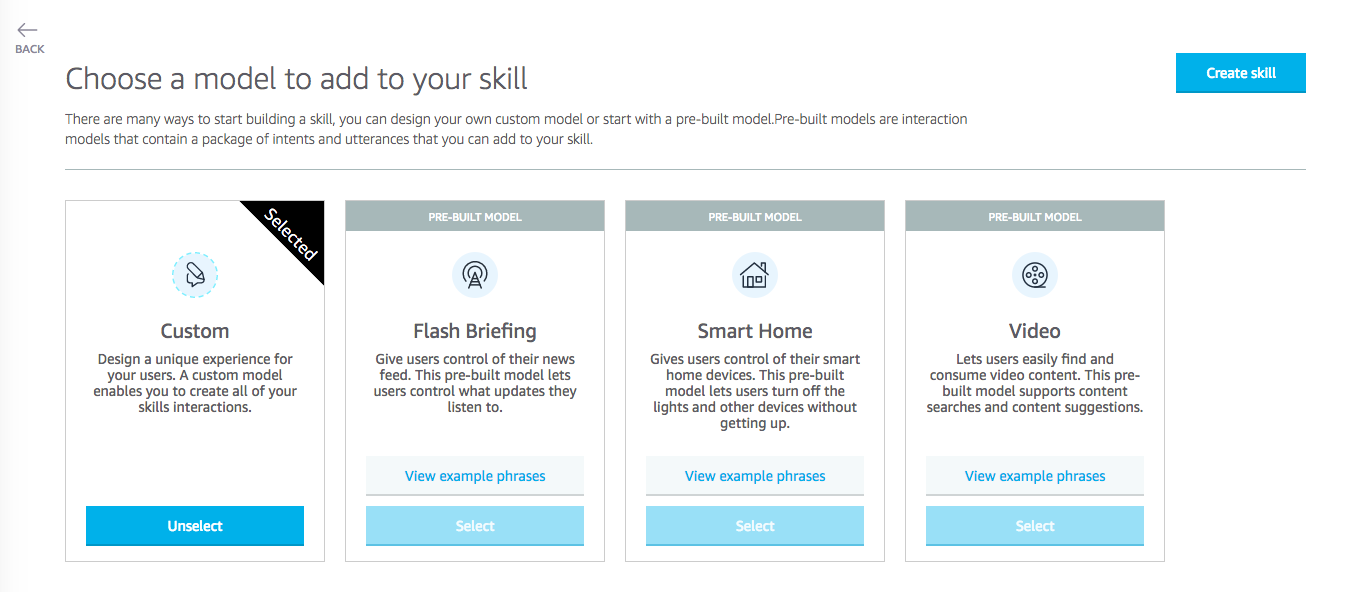 BACK
Choose a model to add to your skill
Create skill
There are many ways to start building a skill, you can design your own custom model or start with a pre-built model.Pre-built models are interaction
models that contain a package of intents and utterances that you can add to your skill.
Selected
Custom
Design a unique experience for
your users. A custom model
enables you to create all of your
skills interactions.
Unselect
PRE-BUILT MODEL
Flash Briefing
Give users control of their news
feed. This pre-built model lets
users control what updates they
listen to.
View example phrases
Select
PRE-BUILT MODEL
Smart Home
Gives users control of their smart
home devices. This pre-built
model lets users turn off the
lights and other devices without
getting up.
View example phrases
Select
PRE-BUILT MODEL
Video
Lets users easily find and
consume video content. This pre-
built model supports content
searches and content suggestions.
View example phrases
Select